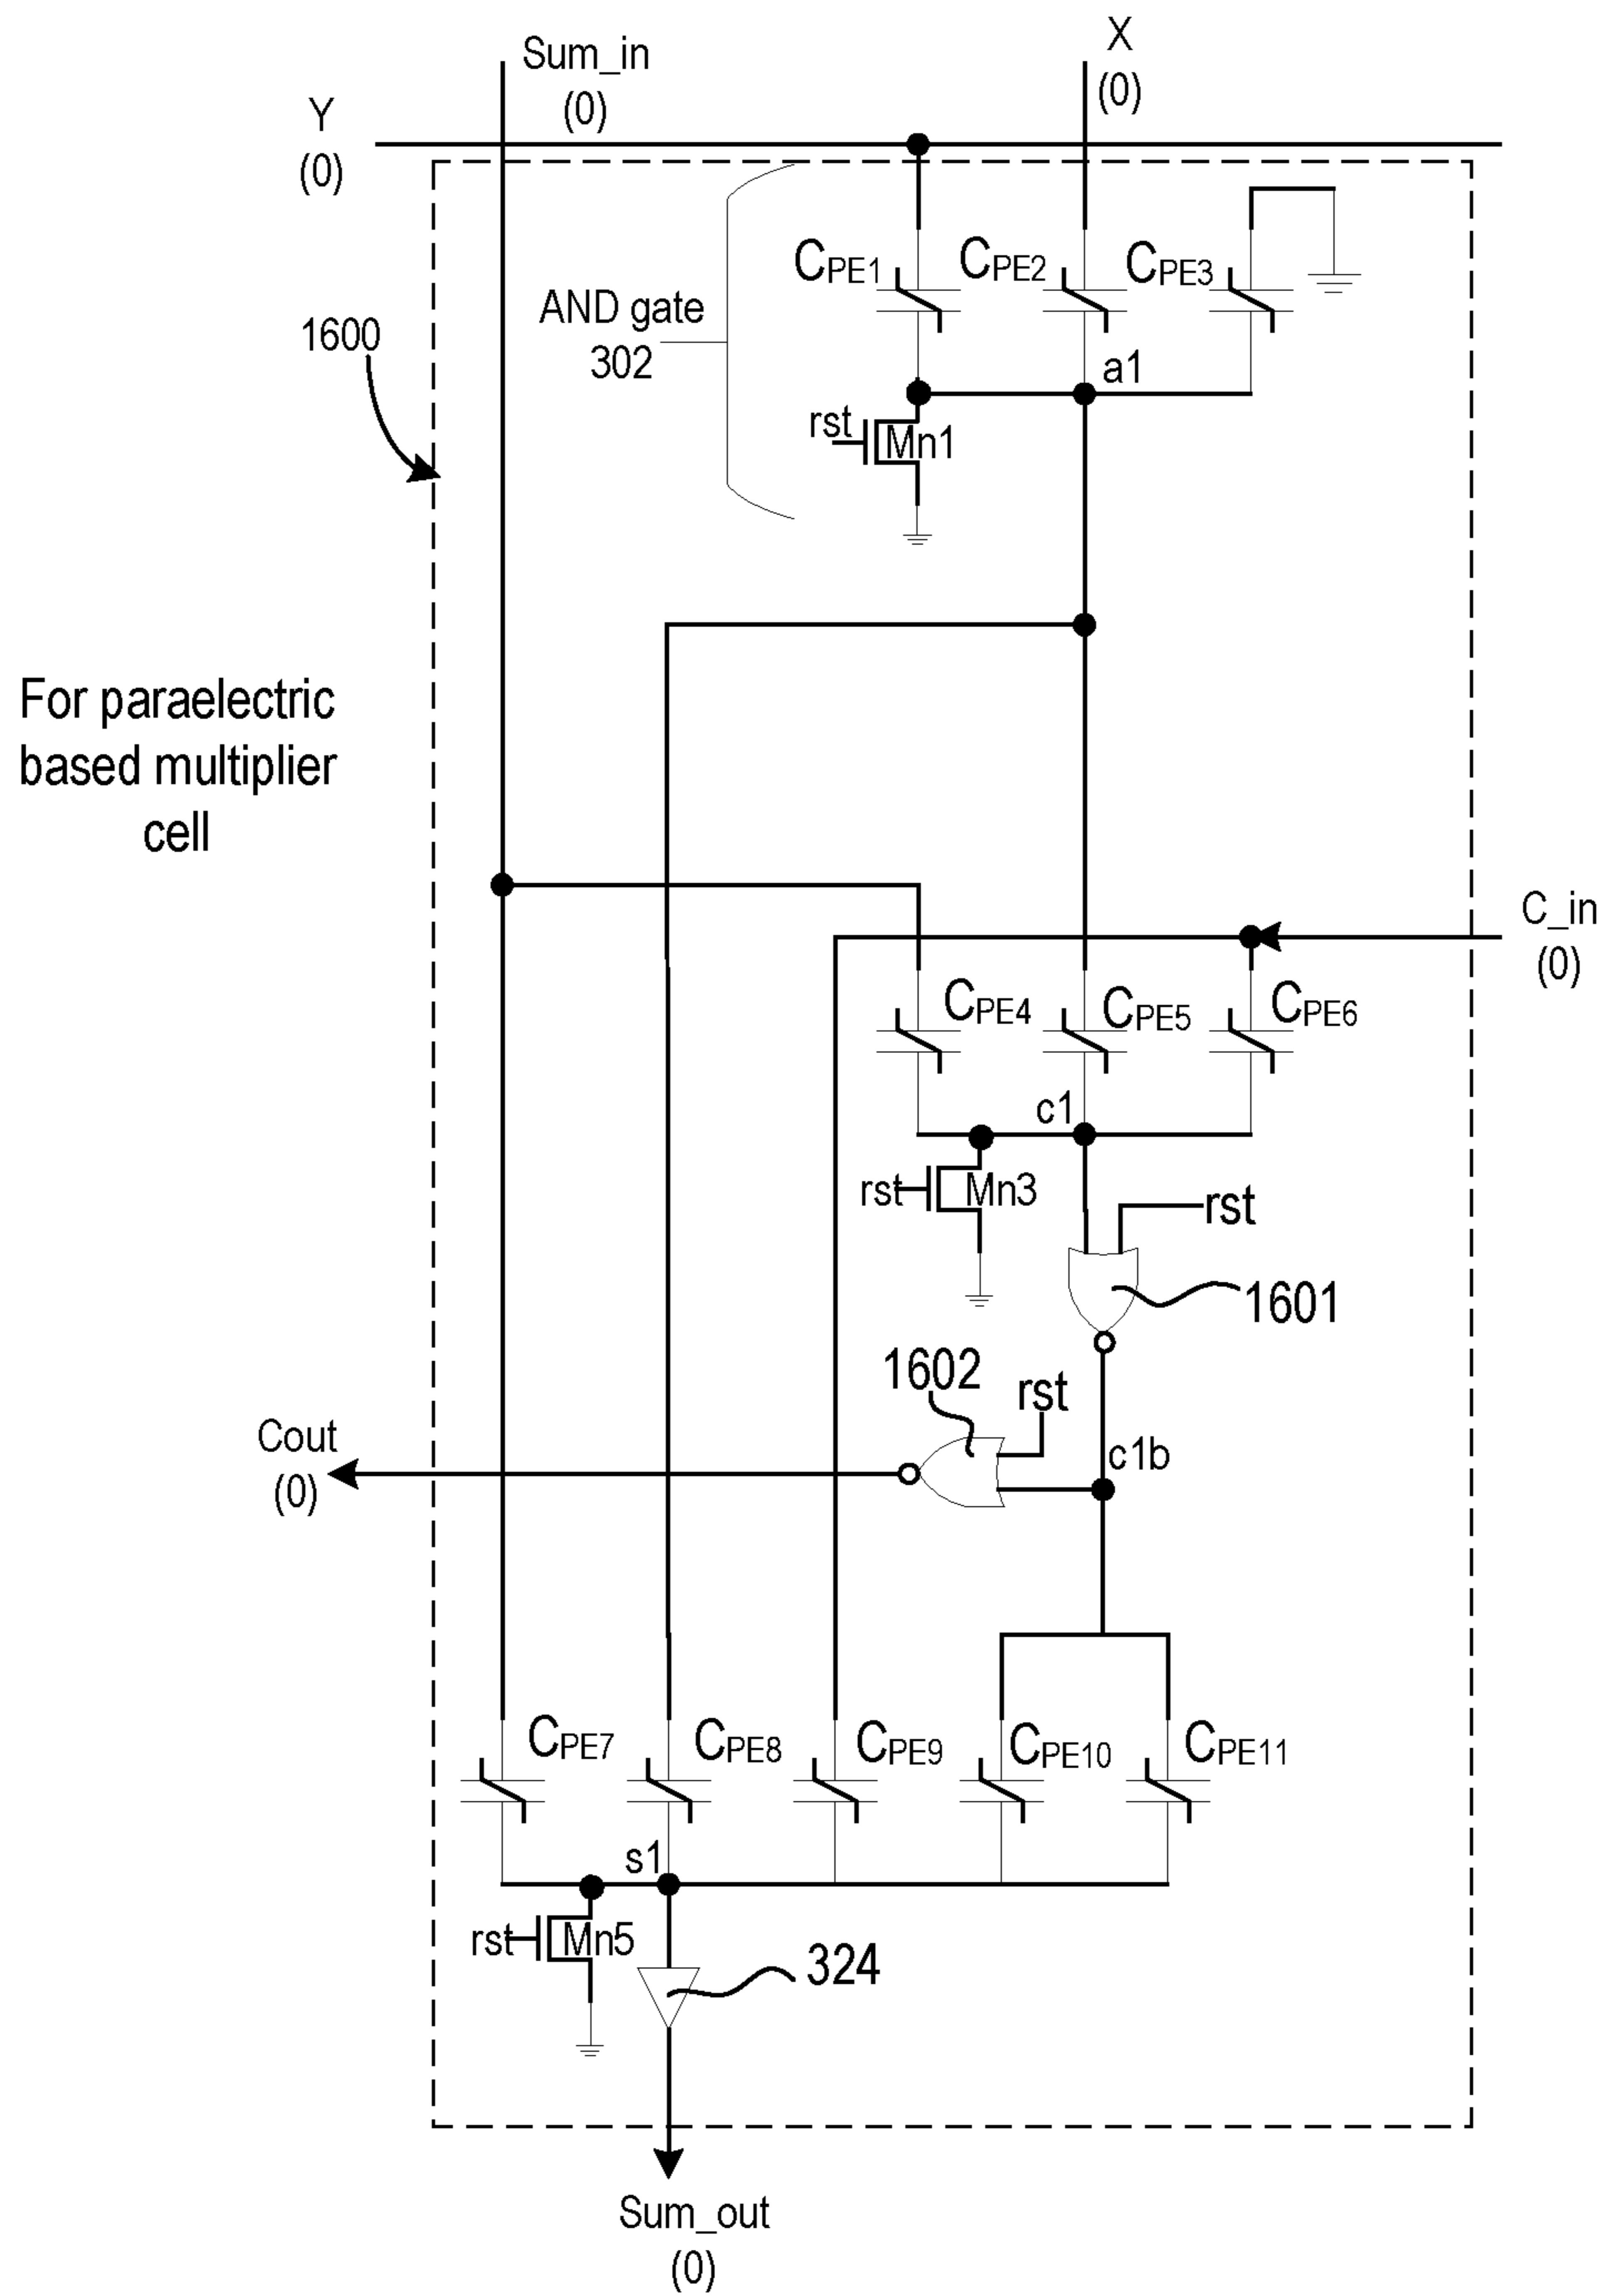 X
(0)
Sum_in
(0)
Y
(0)
CPE1
CPE2
CPE3
AND gate
302
1600
a1
rst
Mn1
For paraelectric
based multiplier
cell
C_in
(0)
CPE4
CPE5
CPE6
c1
rst
Mn3
rst
1601
1602
rst
Cout
(0)
c1b
CPE7
CPE8
CPE9
CPE10
CPE11
s1
rst
Mn5
324
Sum_out
(0)